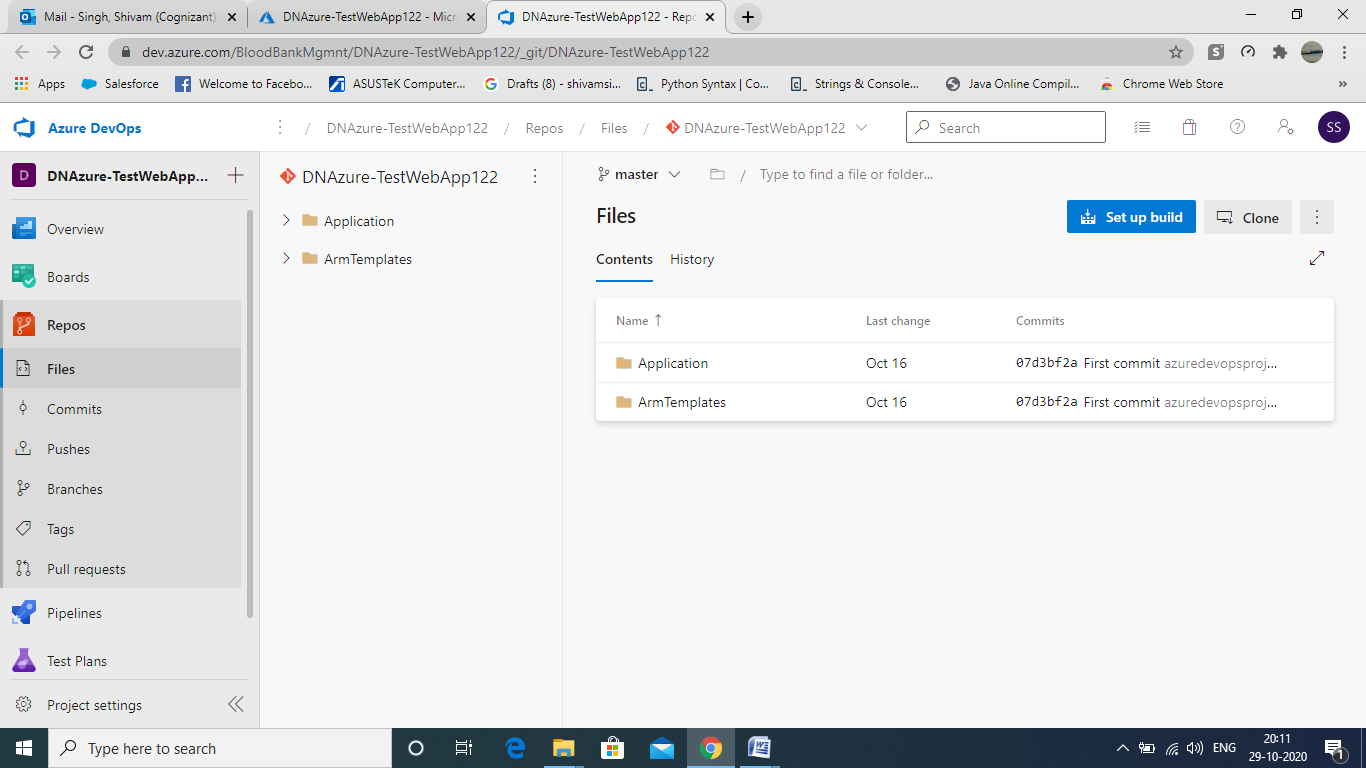 Mail - Singh, Shivam (Cognizant)
DNAzure-TestWebApp122 - Micr
DNAzure-TestWebApp122 - Repo
dev.azure.com/BloodBankMgmnt/DNAzure-TestWebApp122/_git/DNAzure-TestWebApp122
Apps Salesforce Welcome to Facebo... ASUSTeK Computer... Drafts (8) - shivamsi... Python Syntax | Co... Strings & Console... Java Online Compil... Chrome Web Store »
Azure DevOps / DNAzure-TestWebApp122 / Repos / Files / DNAzure-TestWebApp122 Search SS
D DNAzure-TestWebApp...
Overview
Boards
Repos
Files
Commits
Pushes
Branches
Tags
Pull requests
Pipelines
Test Plans
Project settings
DNAzure-TestWebApp122
Application
ArmTemplates
master / Type to find a file or folder...
Files
Set up build Clone
Contents History
Name ↑ Last change Commits
Application Oct 16 07d3bf2a First commit azuredevopsproj...
ArmTemplates Oct 16 07d3bf2a First commit azuredevopsproj...
Type here to search
ENG
20:11
29-10-2020
1